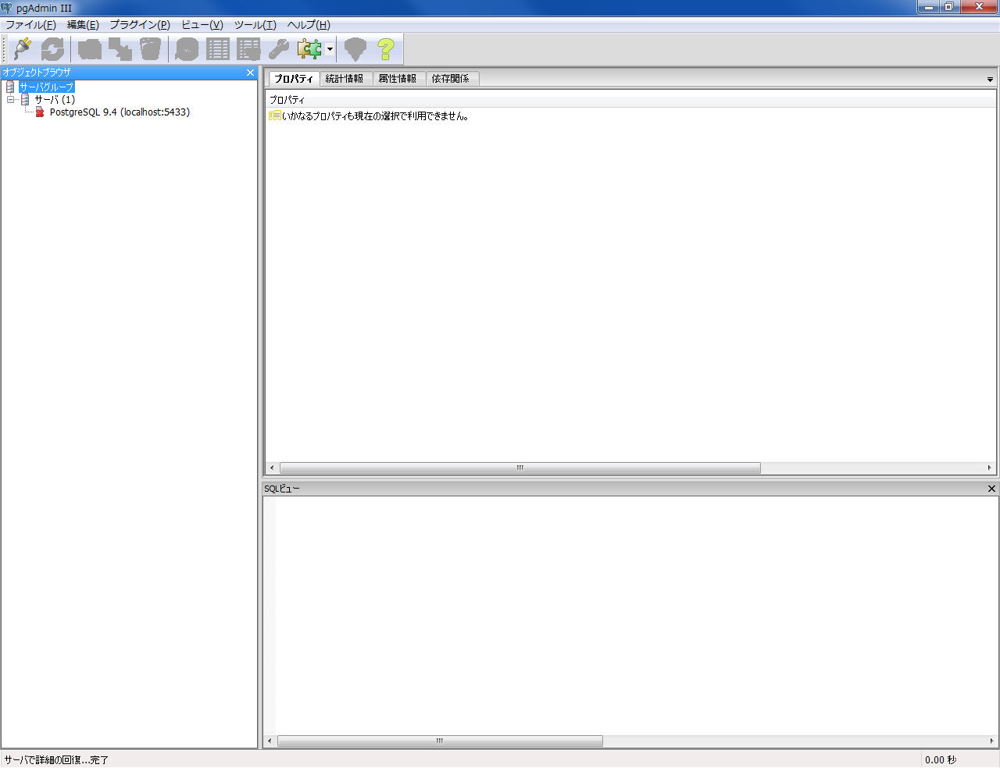 pgAdmin III
ファイル(F) 編集(E) プラグイン(P) ビュー(V) ツール(T) ヘルプ(H)
オブジェクトブラウザ
サーバグループ
サーバ (1)
PostgreSQL 9.4 (localhost:5433)
プロパティ 統計情報 属性情報 依存関係
プロパティ
いかなるプロパティも現在の選択で利用できません。
SQLビュー
サーバで詳細の回復...完了
0.00 秒